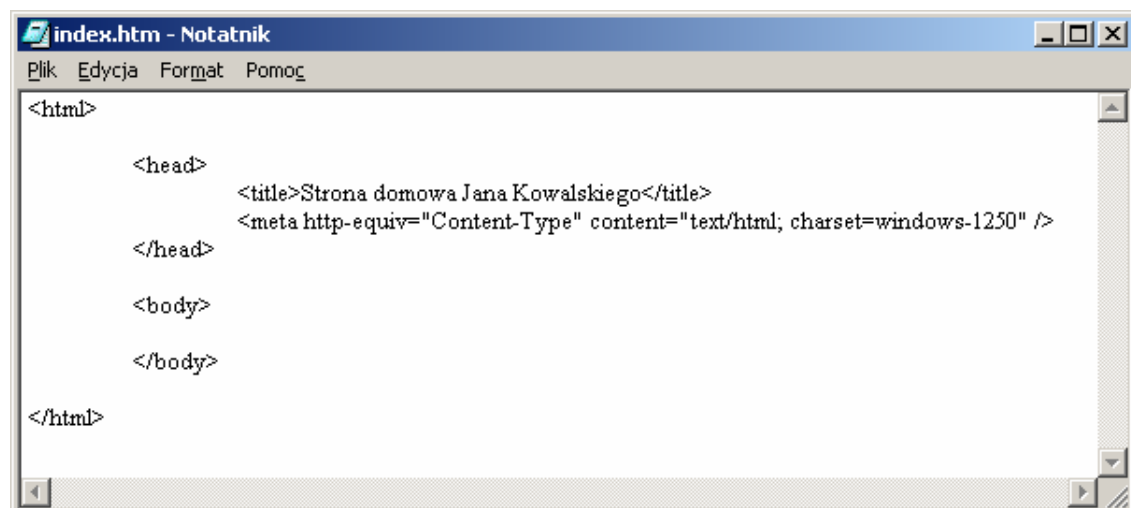 index.htm - Notatnik
Plik Edycja Format Pomoc
<html>
<head>
<title>Strona domowa Jana Kowalskiego</title>
<meta http-equiv="Content-Type" content="text/html; charset=windows-1250" />
</head>
<body>
</body>
</html>